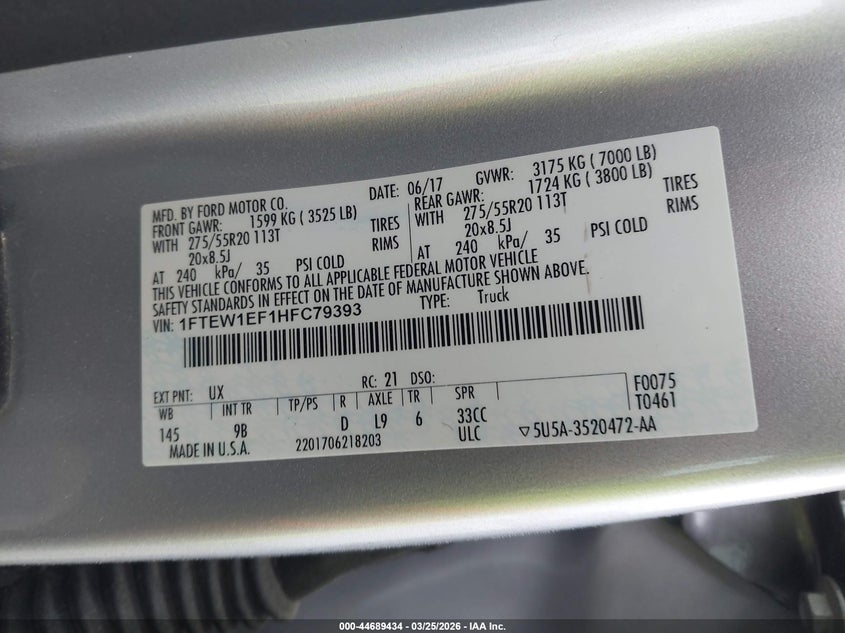 MFD. BY FORD MOTOR CO. DATE: 06/17 GVWR: 3175 KG ( 7000 LB)
FRONT GAWR: 1599 KG ( 3525 LB) REAR GAWR: 1724 KG ( 3800 LB)
WITH 275/55R20 113T TIRES WITH 275/55R20 113T TIRES
20x8.5J RIMS 20x8.5J RIMS
AT 240 kPa/ 35 PSI COLD AT 240 kPa/ 35 PSI COLD
THIS VEHICLE CONFORMS TO ALL APPLICABLE FEDERAL MOTOR VEHICLE
SAFETY STANDARDS IN EFFECT ON THE DATE OF MANUFACTURE SHOWN ABOVE.
VIN: 1FTEW1EF1HFC79393 TYPE: Truck
EXT PNT: UX RC: 21 DSO: F0075
WB INT TR TP/PS R AXLE TR SPR T0461
145 9B D L9 6 33CC
MADE IN U.S.A. 2201706218203 ULC ▽5U5A-3520472-AA
000-44689434 — 03/25/2026 — IAA Inc.